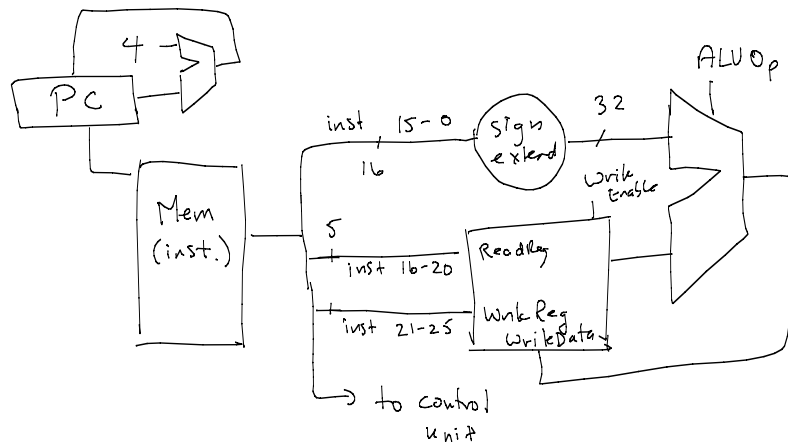 4
PC
ALUOp
inst 15-0
16
sign
extend
32
Write
Enable
Mem
(inst.)
5
inst 16-20
ReadReg
inst 21-25
WriteReg
WriteData
to control
unit